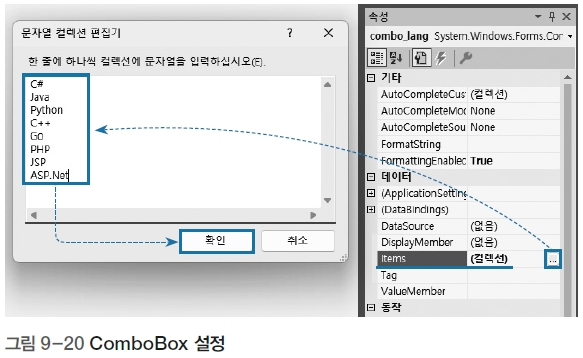 문자열 컬렉션 편집기
?
한 줄에 하나씩 컬렉션에 문자열을 입력하십시오(E).
C#
Java
Python
C++
Go
PHP
JSP
ASP.Net
확인
취소
속성
combo_lang System.Windows.Forms.Cor
기타
AutoCompleteCus (컬렉션)
AutoCompleteMoc None
AutoCompleteSou None
FormatString
FormattingEnabled True
데이터
(ApplicationSetting
(DataBindings)
DataSource (없음)
DisplayMember (없음)
Items (컬렉션) ...
Tag
ValueMember
동작
그림 9-20 ComboBox 설정